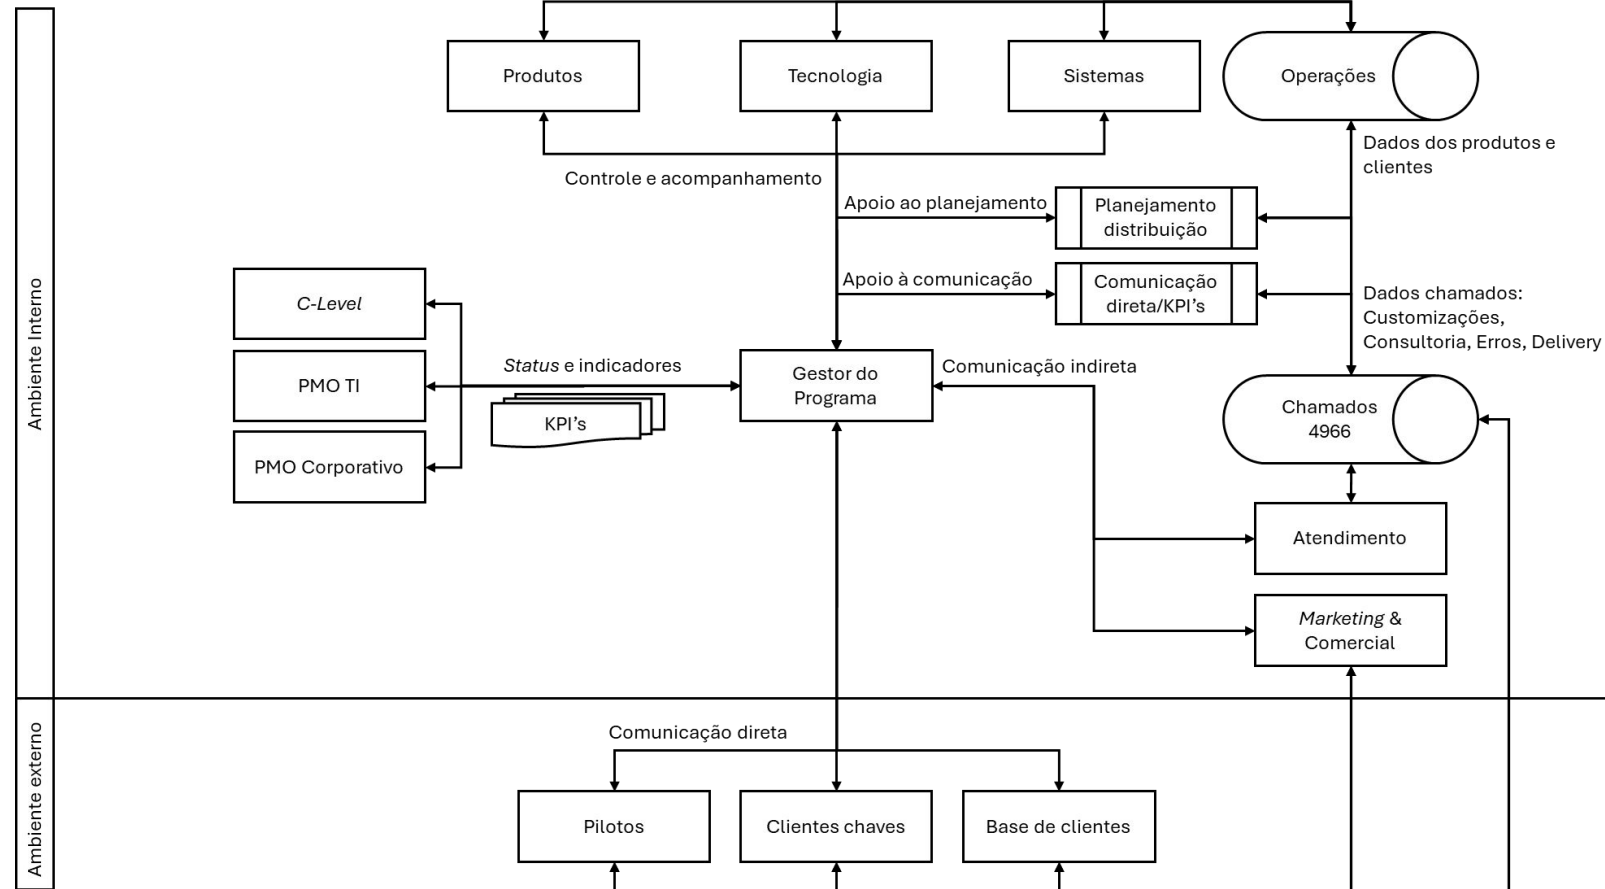 Ambiente Interno
Produtos
Tecnologia
Sistemas
Operações
Dados dos produtos e
clientes
Controle e acompanhamento
Apoio ao planejamento
Planejamento
distribuição
Apoio à comunicação
Comunicação
direta/KPI’s
Dados chamados:
Customizações,
Consultoria, Erros, Delivery
C-Level
PMO TI
PMO Corporativo
Status e indicadores
KPI’s
Gestor do
Programa
Comunicação indireta
Chamados
4966
Atendimento
Marketing &
Comercial
Ambiente externo
Comunicação direta
Pilotos
Clientes chaves
Base de clientes